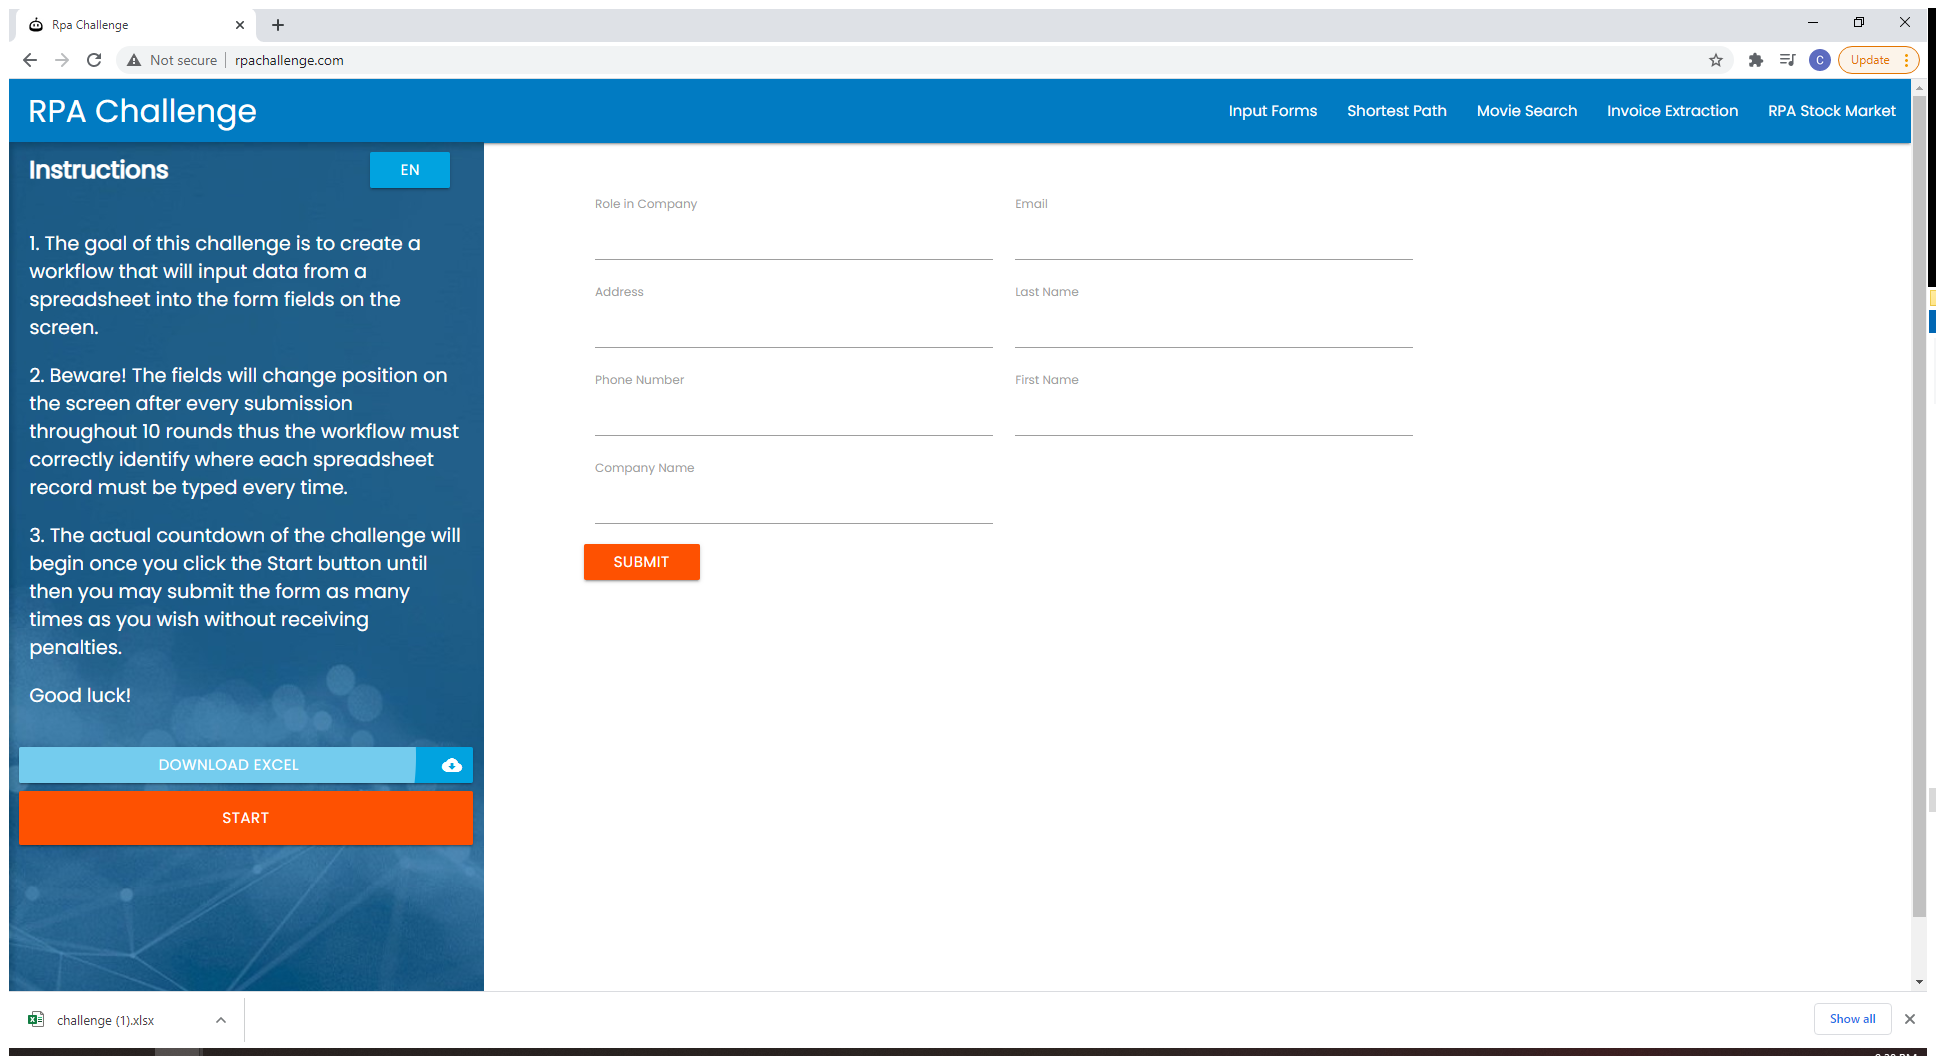 Rpa Challenge
Not secure
rpachallenge.com
C
Update
RPA Challenge
Input Forms
Shortest Path
Movie Search
Invoice Extraction
RPA Stock Market
Instructions
EN
1. The goal of this challenge is to create a
workflow that will input data from a
spreadsheet into the form fields on the
screen.
2. Beware! The fields will change position on
the screen after every submission
throughout 10 rounds thus the workflow must
correctly identify where each spreadsheet
record must be typed every time.
3. The actual countdown of the challenge will
begin once you click the Start button until
then you may submit the form as many
times as you wish without receiving
penalties.
Good luck!
DOWNLOAD EXCEL
START
Role in Company
Email
Address
Last Name
Phone Number
First Name
Company Name
SUBMIT
challenge (1).xlsx
Show all